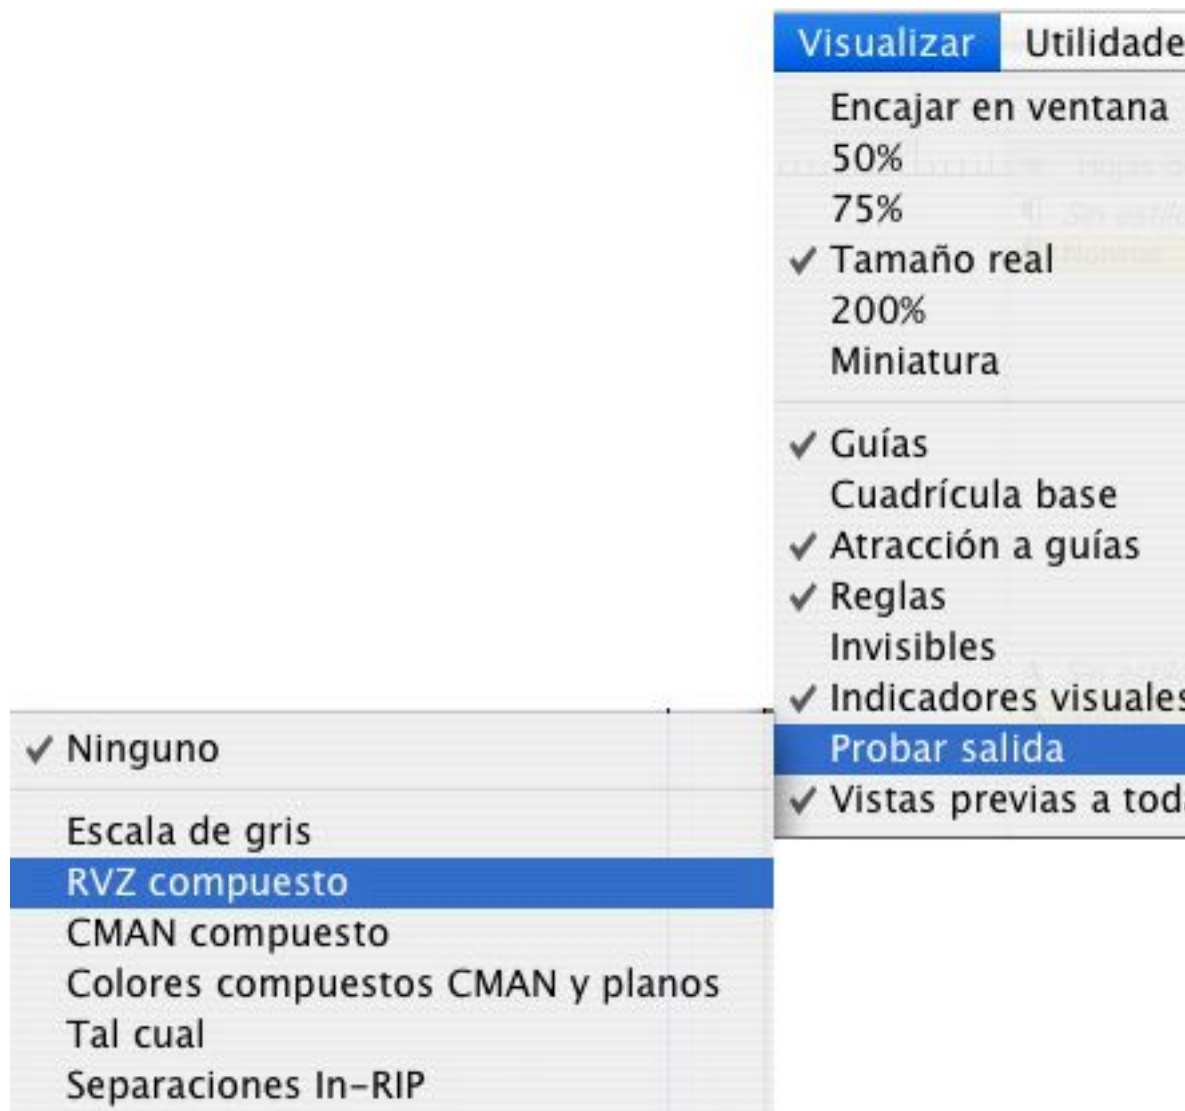 Visualizar Utilidade
Encajar en ventana
50%
75%
Tamaño real
200%
Miniatura
Guías
Cuadrícula base
Atracción a guías
Reglas
Invisibles
Indicadores visuales
Probar salida
Vistas previas a toda
Ninguno
Escala de gris
RVZ compuesto
CMAN compuesto
Colores compuestos CMAN y planos
Tal cual
Separaciones In-RIP